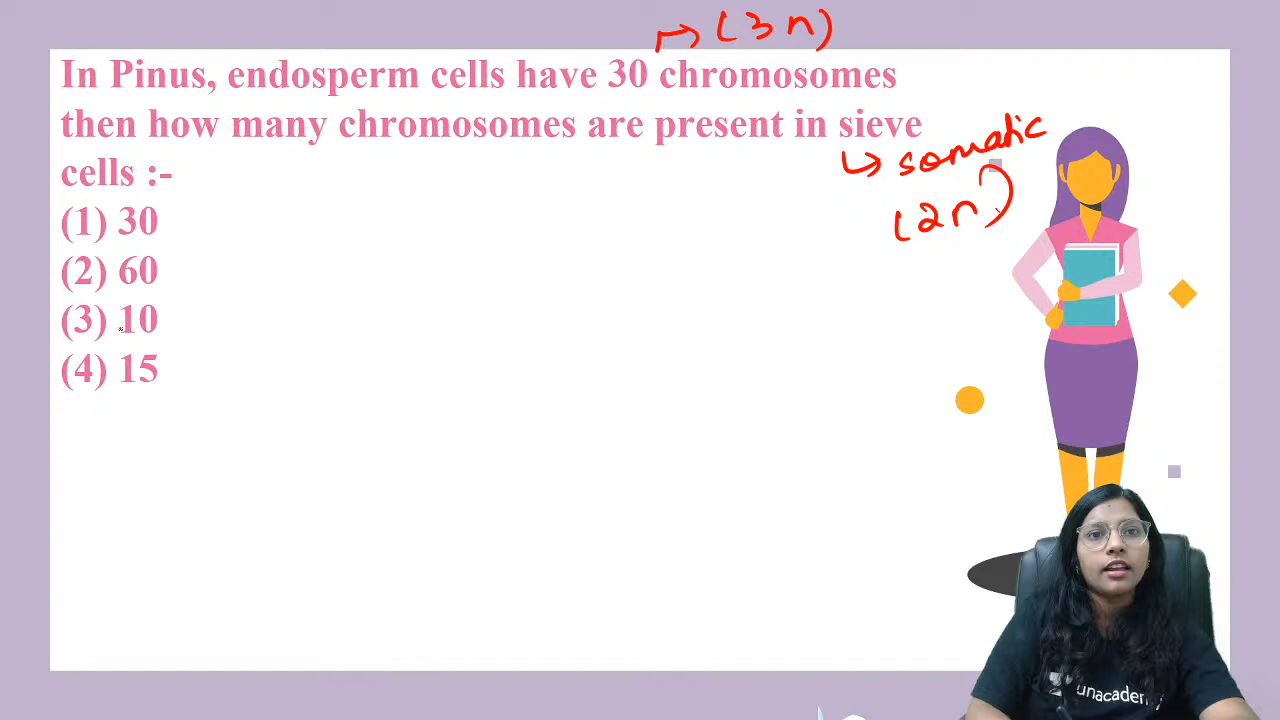 ↳ (3n)
In Pinus, endosperm cells have 30 chromosomes
then how many chromosomes are present in sieve
cells :-
↳ somatic
(2n)
(1) 30
(2) 60
(3) 10
(4) 15
unacademy